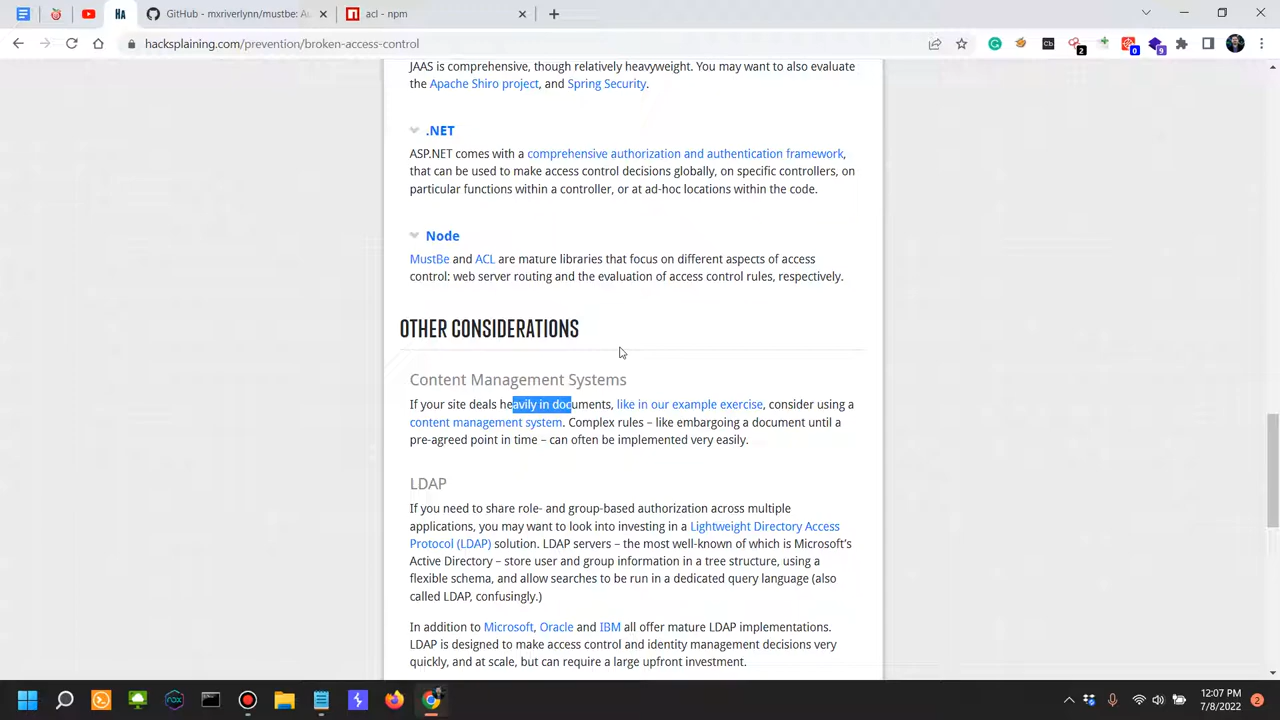 GitHub - mxriverlynn/mustbe: Au
acl - npm
hacksplaining.com/prevention/broken-access-control
JAAS is comprehensive, though relatively heavyweight. You may want to also evaluate
the Apache Shiro project, and Spring Security.
.NET
ASP.NET comes with a comprehensive authorization and authentication framework,
that can be used to make access control decisions globally, on specific controllers, on
particular functions within a controller, or at ad-hoc locations within the code.
Node
MustBe and ACL are mature libraries that focus on different aspects of access
control: web server routing and the evaluation of access control rules, respectively.
OTHER CONSIDERATIONS
Content Management Systems
If your site deals heavily in documents, like in our example exercise, consider using a
content management system. Complex rules – like embargoing a document until a
pre-agreed point in time – can often be implemented very easily.
LDAP
If you need to share role- and group-based authorization across multiple
applications, you may want to look into investing in a Lightweight Directory Access
Protocol (LDAP) solution. LDAP servers – the most well-known of which is Microsoft's
Active Directory – store user and group information in a tree structure, using a
flexible schema, and allow searches to be run in a dedicated query language (also
called LDAP, confusingly.)
In addition to Microsoft, Oracle and IBM all offer mature LDAP implementations.
LDAP is designed to make access control and identity management decisions very
quickly, and at scale, but can require a large upfront investment.
12:07 PM
7/8/2022
2